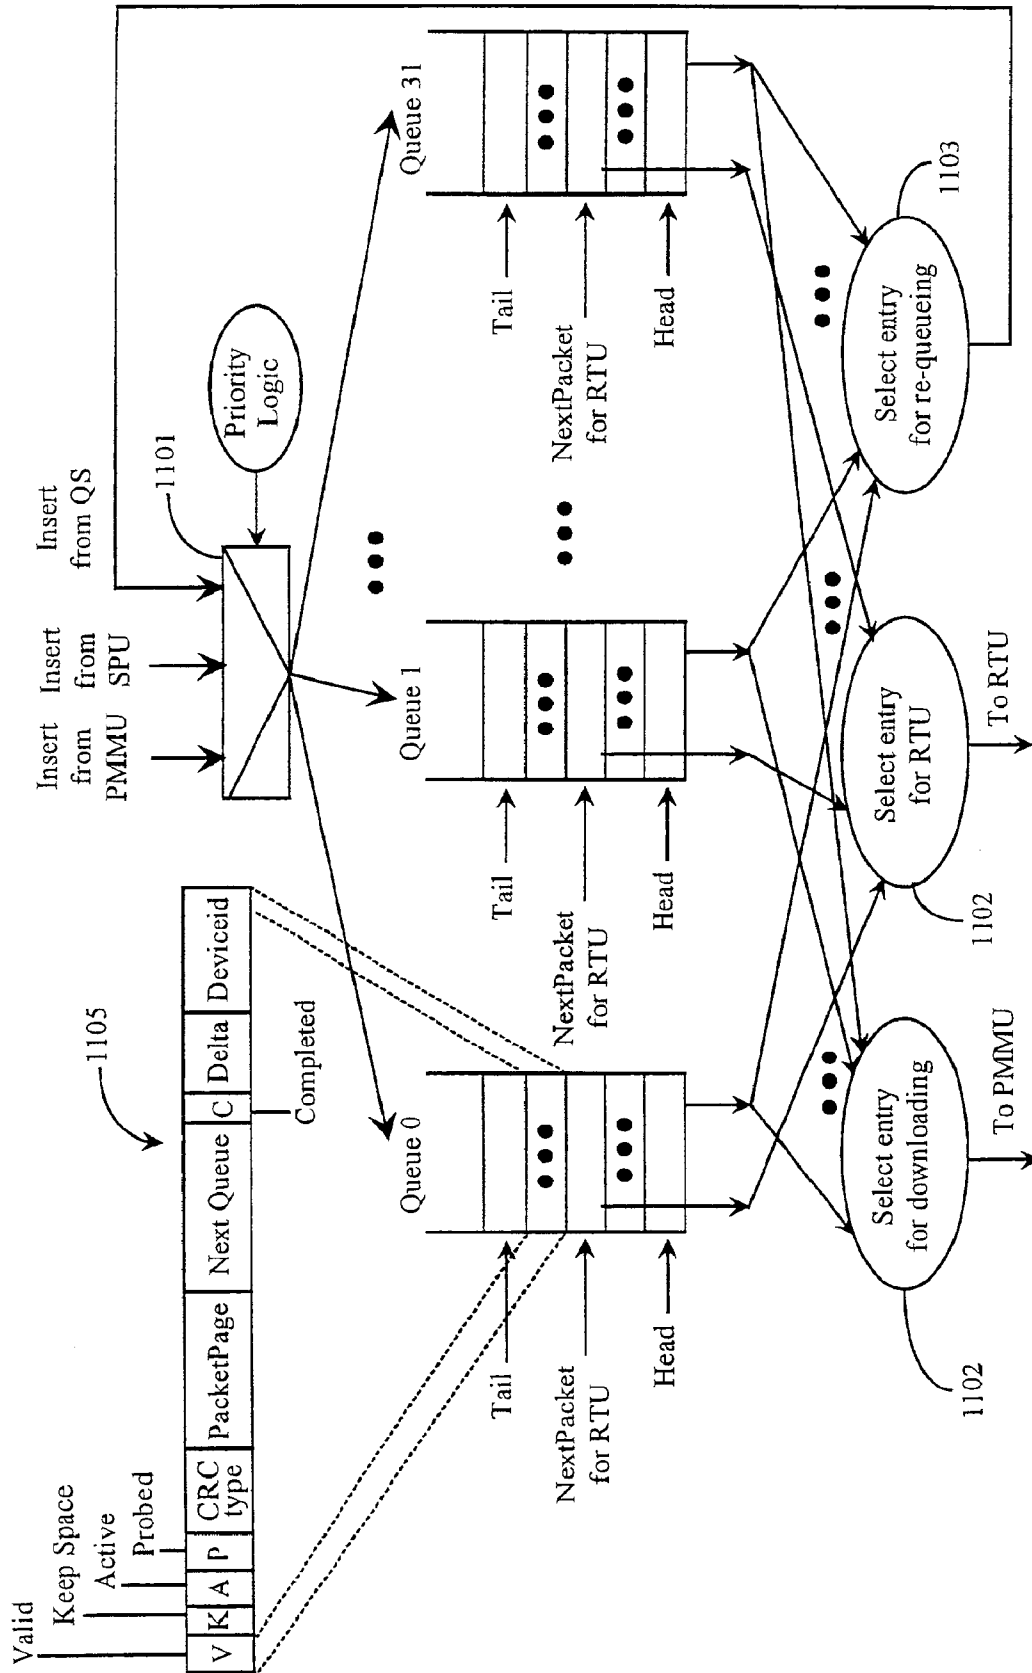 Valid
Keep Space
Active
Probed
V
K
A
P
CRC
type
PacketPage
Next Queue
C
Delta
Deviceid
Completed
1105
Insert
from
PMMU
Insert
from
SPU
Insert
from QS
1101
Priority
Logic
Queue 0
Tail
NextPacket
for RTU
Head
Queue 1
Tail
NextPacket
for RTU
Head
Queue 31
Tail
NextPacket
for RTU
Head
Select entry
for downloading
1102
To PMMU
Select entry
for RTU
1102
To RTU
Select entry
for re-queueing
1103